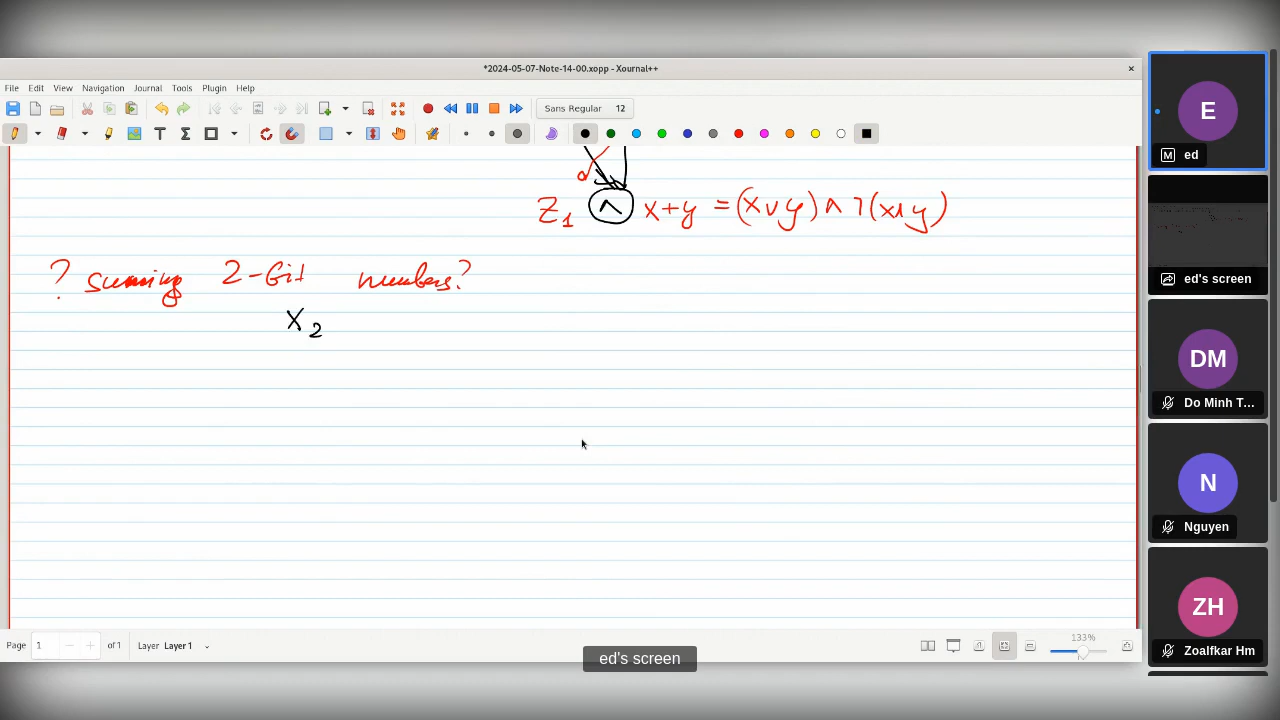 *2024-05-07-Note-14-00.xopp - Xournal++
File Edit View Navigation Journal Tools Plugin Help
Sans Regular 12
Z₁ ∧ x+y = (x∨y) ∧ ¬(x∧y)
? suming 2-bit numbers?
X₂
Page 1 of 1 Layer Layer 1
133%
ed's screen
E
ed
ed's screen
DM
Do Minh T...
N
Nguyen
ZH
Zoalfkar Hm